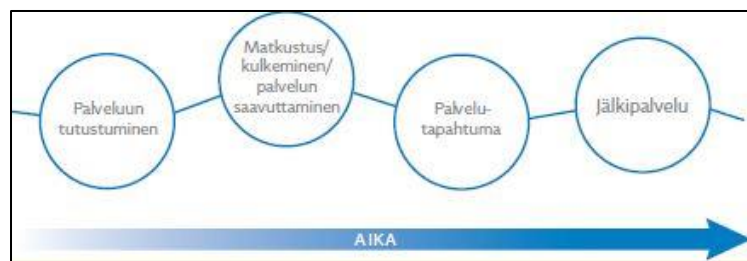 Palveluun
tutustuminen
Matkustus/
kulkeminen/
palvelun
saavuttaminen
Palvelu-
tapahtuma
Jälkipalvelu
AIKA